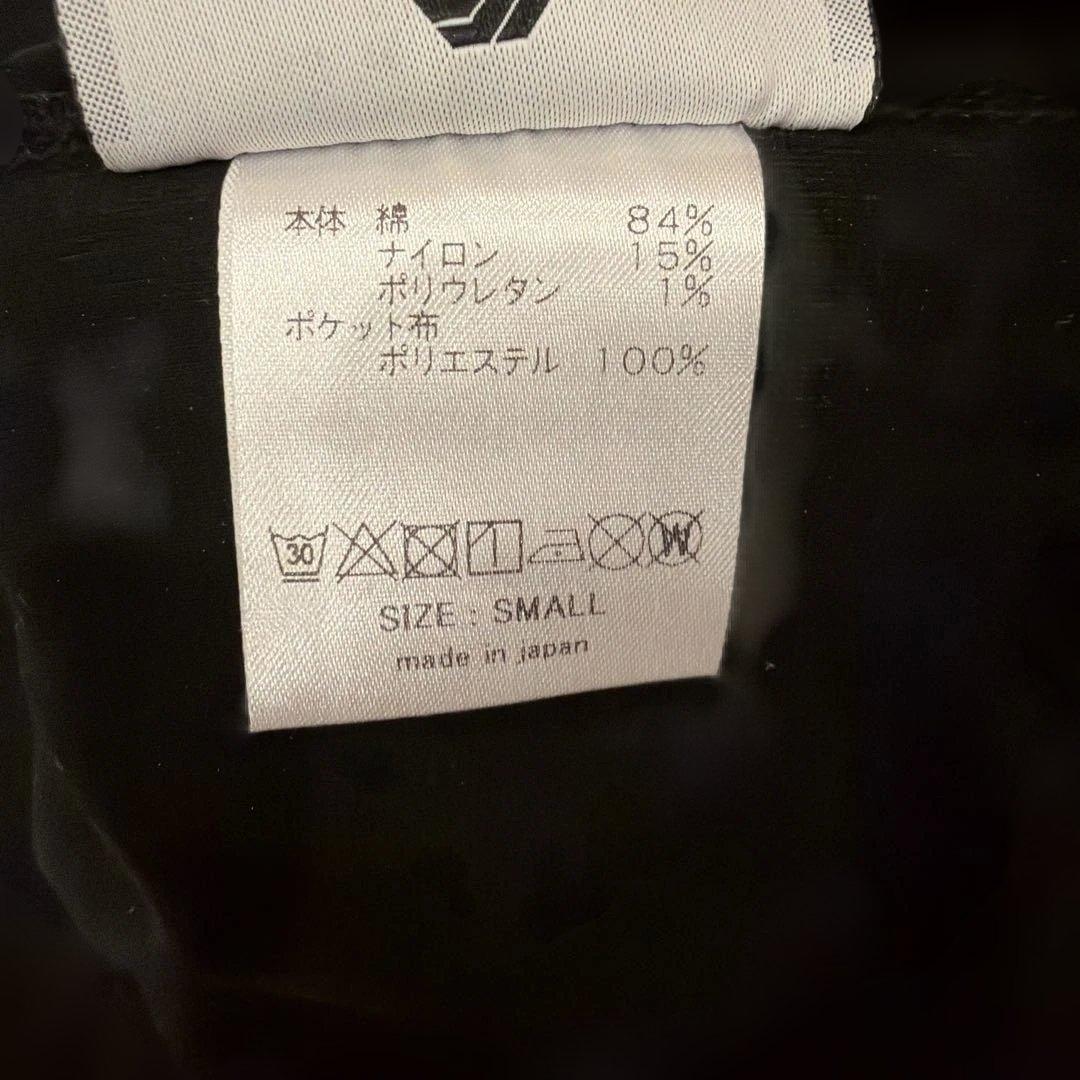 本体 綿 84%
ナイロン 15%
ポリウレタン 1%
ポケット布
ポリエステル 100%
30
W
SIZE : SMALL
made in japan